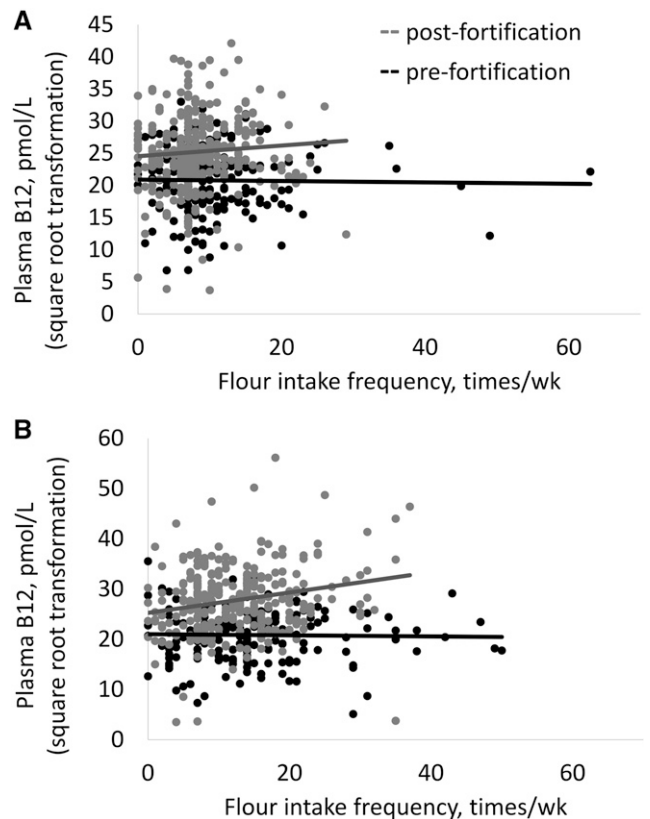 A
45
40
35
30
25
20
15
10
5
0
Plasma B12, pmol/L
(square root transformation)
post-fortification
pre-fortification
0 20 40 60
Flour intake frequency, times/wk
B
60
50
40
30
20
10
0
Plasma B12, pmol/L
(square root transformation)
0 20 40 60
Flour intake frequency, times/wk